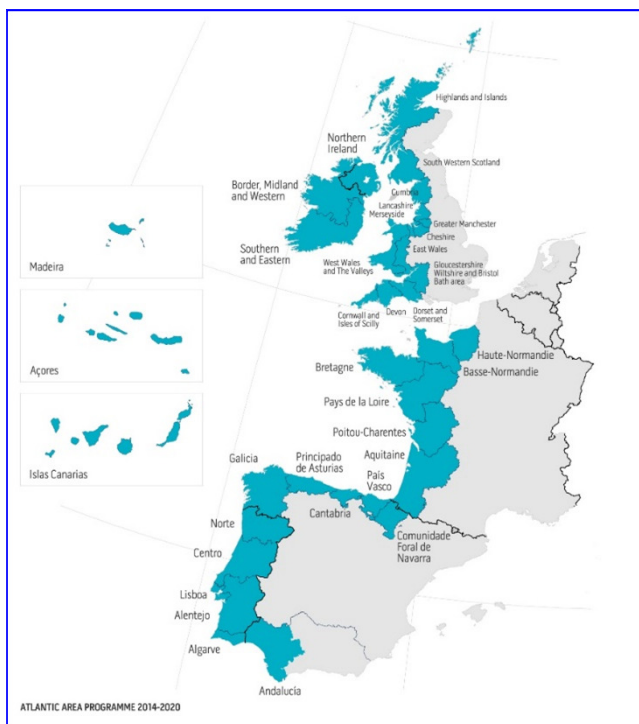 Highlands and Islands
Northern
Ireland
South Western Scotland
Border, Midland
and Western
Cumbria
Lancashire
Merseyside
Greater Manchester
Cheshire
East Wales
Southern
and Eastern
West Wales
and The Valleys
Gloucestershire
Wiltshire and Bristol
Bath area
Cornwall and
Isles of Scilly
Devon
Dorset and
Somerset
Madeira
Açores
Islas Canarias
Haute-Normandie
Basse-Normandie
Bretagne
Pays de la Loire
Poitou-Charentes
Aquitaine
País
Vasco
Principado
de Asturias
Galicia
Cantabria
Comunidade
Foral de
Navarra
Norte
Centro
Lisboa
Alentejo
Algarve
Andalucía
ATLANTIC AREA PROGRAMME 2014-2020